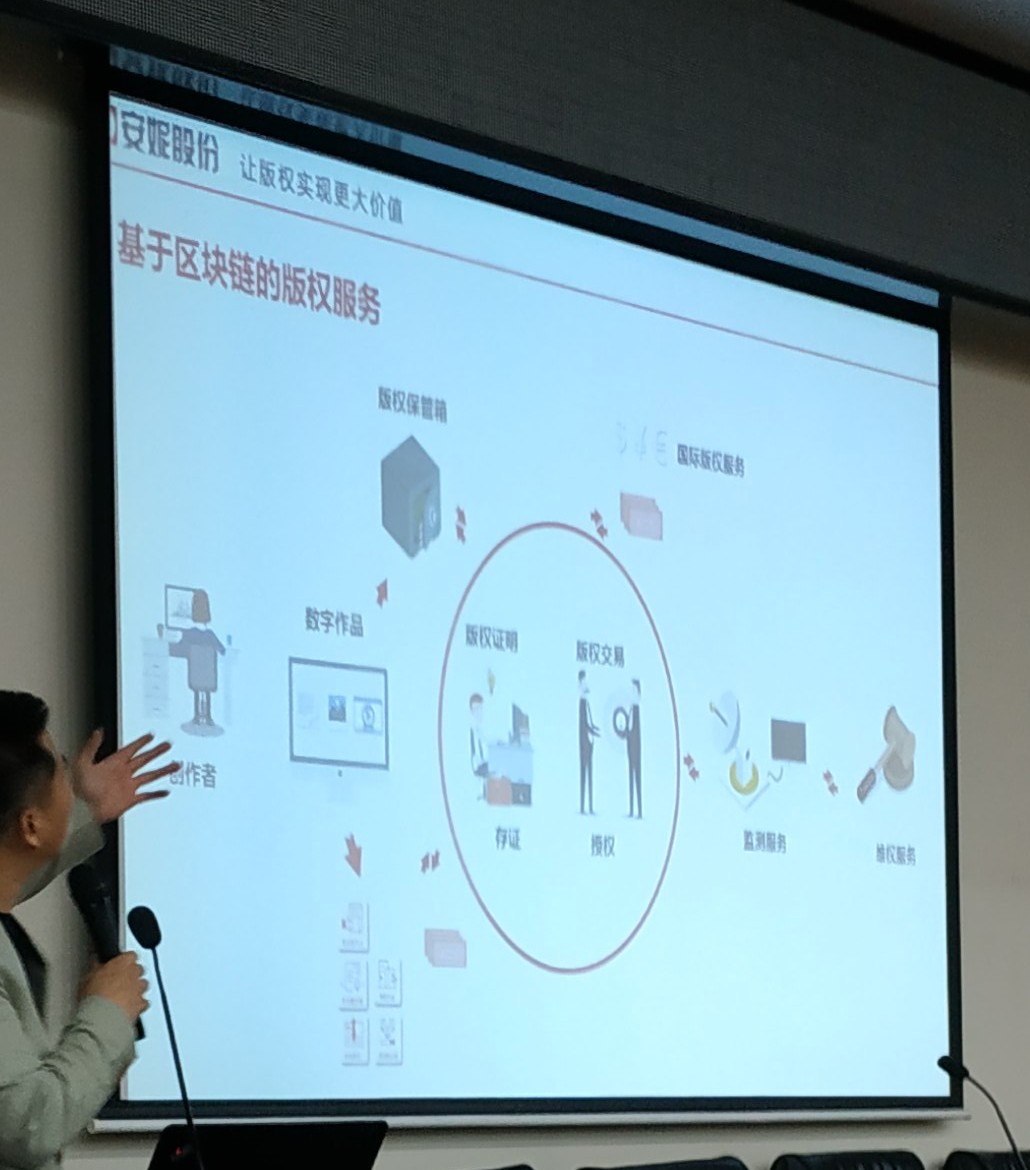 安妮股份 让版权实现更大价值
基于区块链的版权服务
版权保管箱
国际版权服务
数字作品
版权证明
版权交易
创作者
存证
授权
监测服务
维权服务